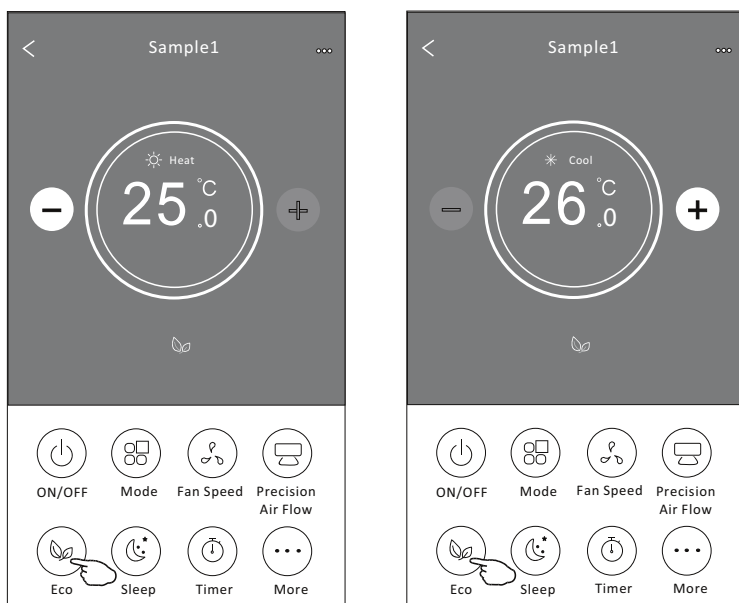 Sample1
Heat
25.0 °C
ON/OFF Mode Fan Speed Precision Air Flow
Eco Sleep Timer More
Sample1
Cool
26.0 °C
ON/OFF Mode Fan Speed Precision Air Flow
Eco Sleep Timer More